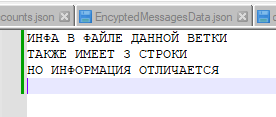 counts.json EncyptedMessagesData.json
ИНФА В ФАЙЛЕ ДАННОЙ ВЕТКИ
ТАКЖЕ ИМЕЕТ 3 СТРОКИ
НО ИНФОРМАЦИЯ ОТЛИЧАЕТСЯ